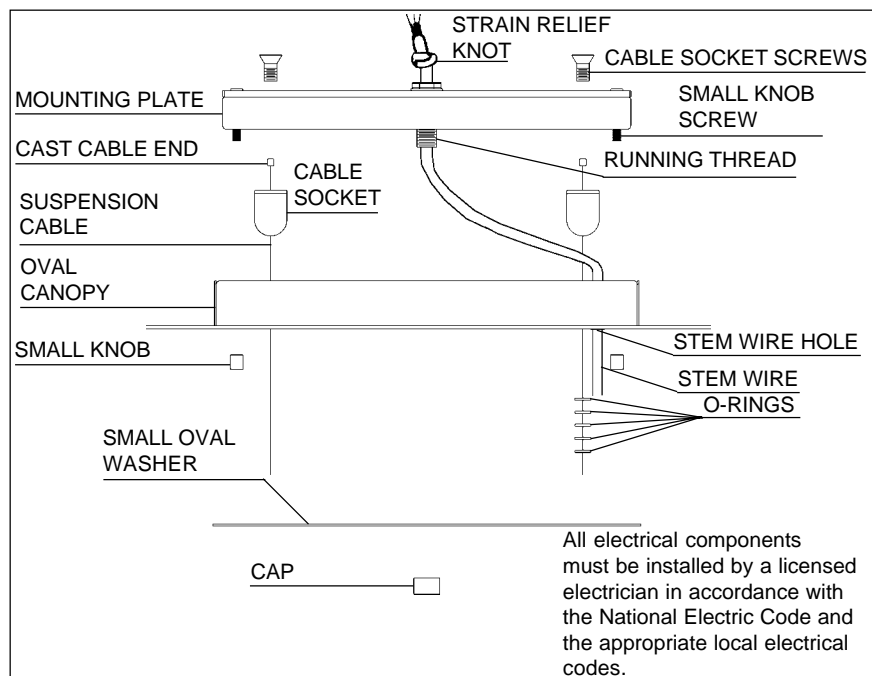 STRAIN RELIEF
KNOT
CABLE SOCKET SCREWS
MOUNTING PLATE
SMALL KNOB
SCREW
CAST CABLE END
CABLE
SOCKET
RUNNING THREAD
SUSPENSION
CABLE
OVAL
CANOPY
STEM WIRE HOLE
SMALL KNOB
STEM WIRE
O-RINGS
SMALL OVAL
WASHER
CAP
All electrical components
must be installed by a licensed
electrician in accordance with
the National Electric Code and
the appropriate local electrical
codes.